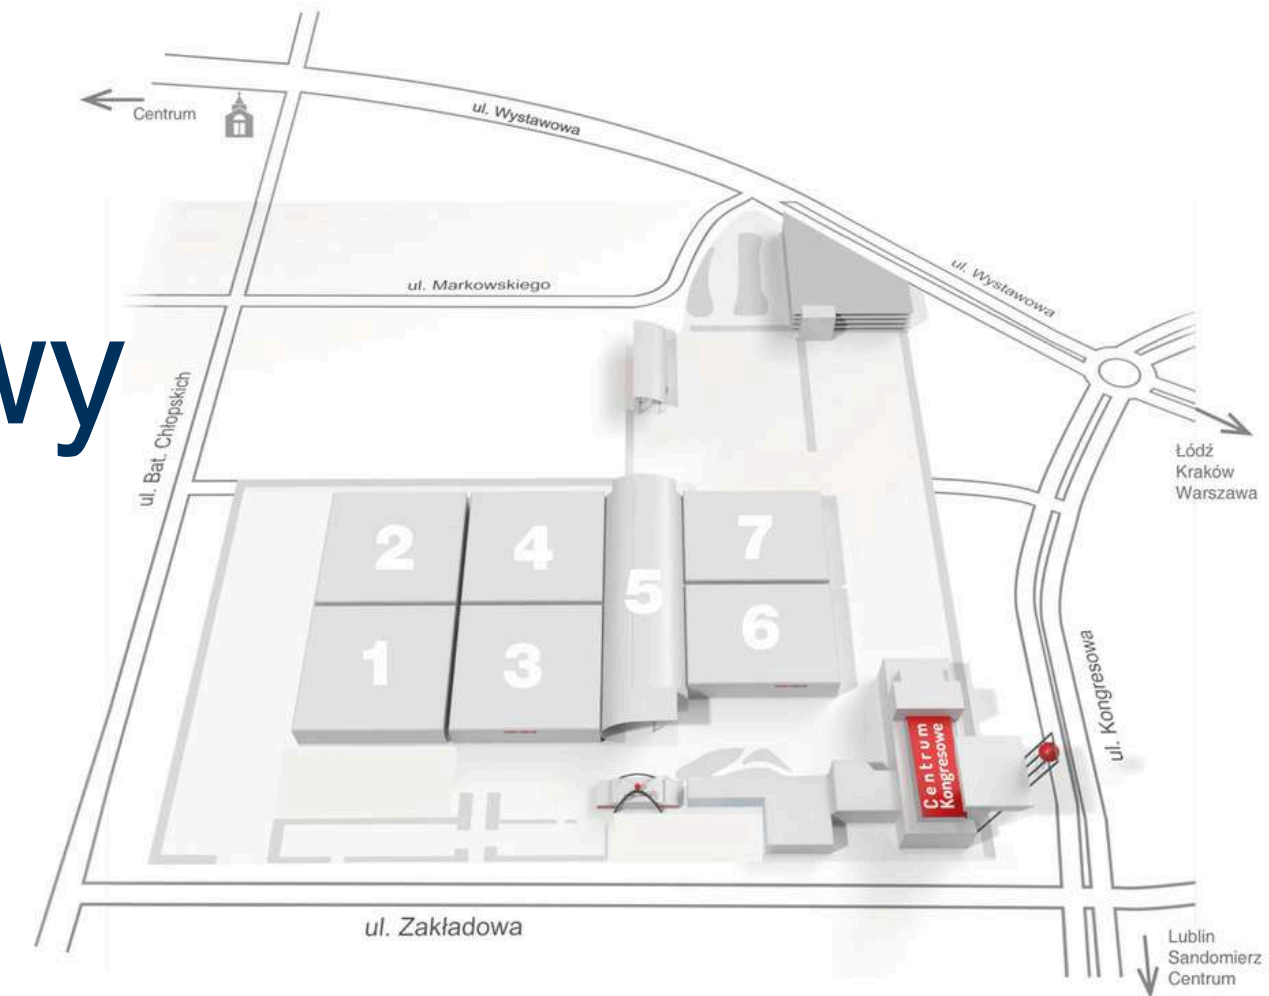 Centrum
ul. Wystawowa
ul. Wystawowa
ul. Markowskiego
wy
ul. Bat. Chłopskich
Łódź
Kraków
Warszawa
2
4
7
5
6
1
3
ul. Kongresowa
Centrum
Kongresowe
ul. Zakładowa
Lublin
Sandomierz
Centrum